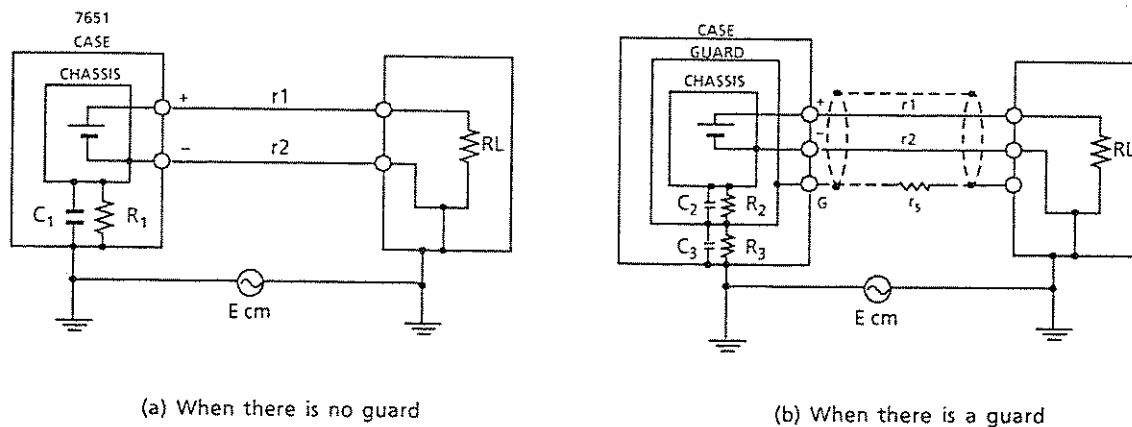 7651
CASE
CHASSIS
+
r1
−
r2
RL
C1
R1
E cm
(a) When there is no guard
CASE
GUARD
CHASSIS
+
r1
−
r2
RL
G
rs
C2
R2
C3
R3
E cm
(b) When there is a guard